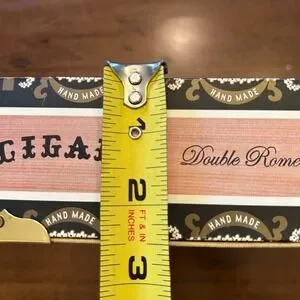 HAND MADE
HAND MADE
CIGAR
Double Rome
1
2
FT & IN
INCHES
3
HAND MADE
HAND MADE